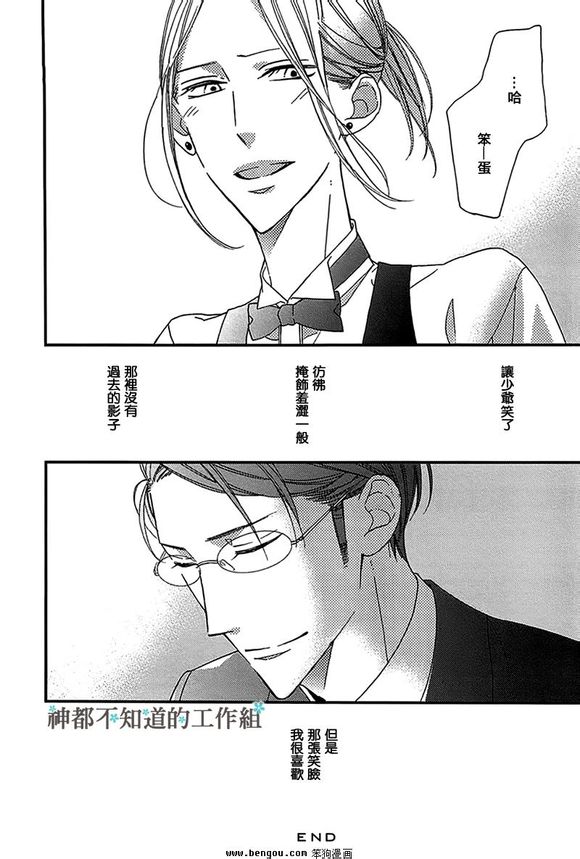 …哈
笨—蛋
讓少爺笑了
彷彿
掩飾羞澀一般
那裡沒有
過去的影子
但是
那張笑臉
我很喜歡
神都不知道的工作組
END
www.bengou.com 笨狗漫画